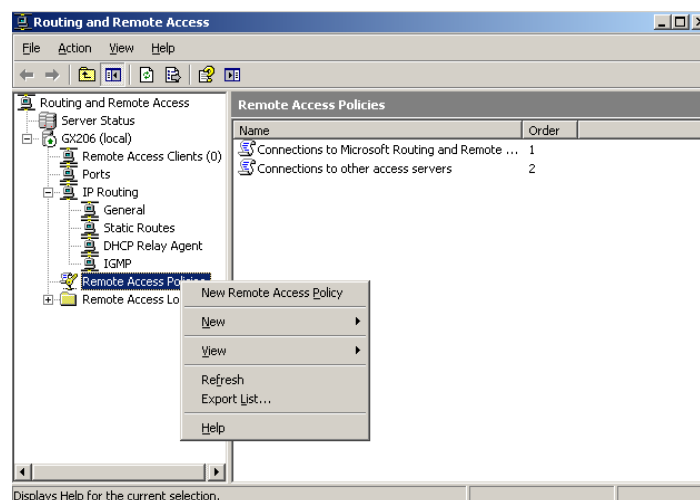 Routing and Remote Access
File Action View Help
Routing and Remote Access
Server Status
GX206 (local)
Remote Access Clients (0)
Ports
IP Routing
General
Static Routes
DHCP Relay Agent
IGMP
Remote Access Policies
Remote Access Lo
Remote Access Policies
Name Order
Connections to Microsoft Routing and Remote ... 1
Connections to other access servers 2
New Remote Access Policy
New
View
Refresh
Export List...
Help
Displays Help for the current selection.